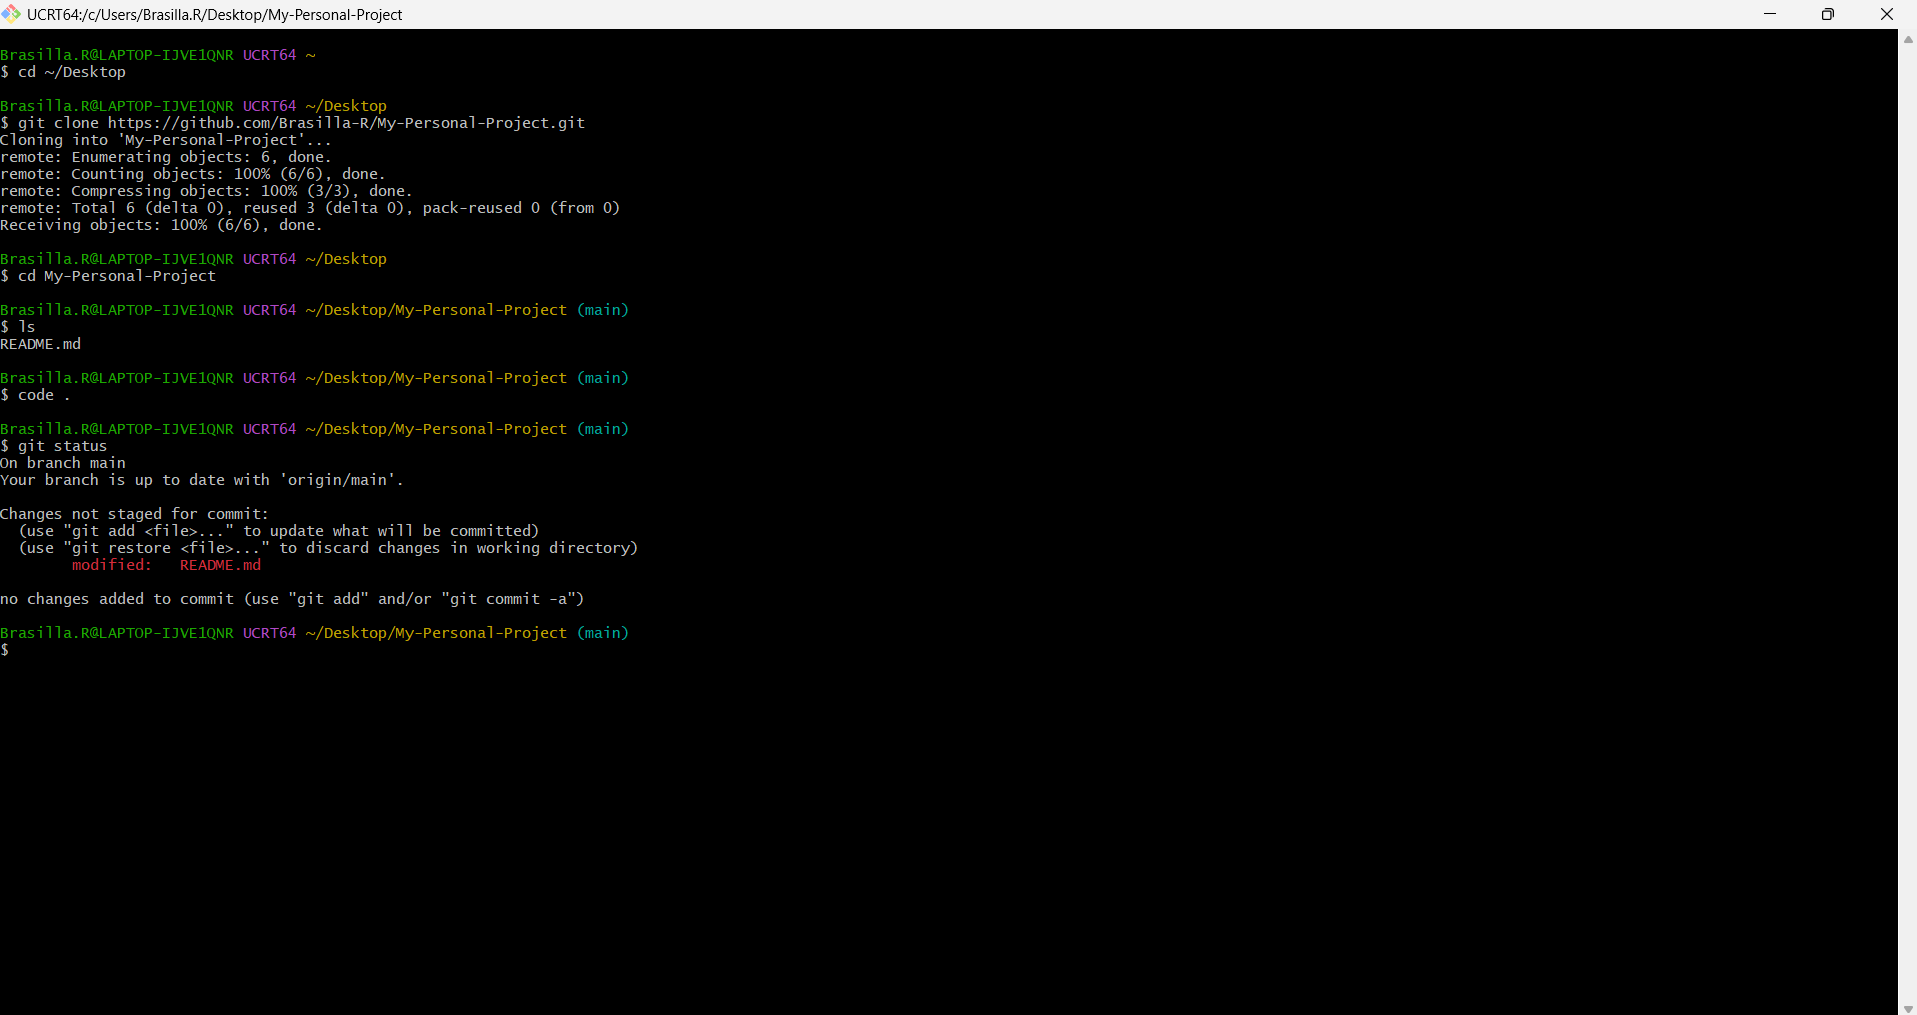 UCRT64:/c/Users/Brasilla.R/Desktop/My-Personal-Project
Brasilla.R@LAPTOP-IJVE1QNR UCRT64 ~
$ cd ~/Desktop
Brasilla.R@LAPTOP-IJVE1QNR UCRT64 ~/Desktop
$ git clone https://github.com/Brasilla-R/My-Personal-Project.git
Cloning into 'My-Personal-Project'...
remote: Enumerating objects: 6, done.
remote: Counting objects: 100% (6/6), done.
remote: Compressing objects: 100% (3/3), done.
remote: Total 6 (delta 0), reused 3 (delta 0), pack-reused 0 (from 0)
Receiving objects: 100% (6/6), done.
Brasilla.R@LAPTOP-IJVE1QNR UCRT64 ~/Desktop
$ cd My-Personal-Project
Brasilla.R@LAPTOP-IJVE1QNR UCRT64 ~/Desktop/My-Personal-Project (main)
$ ls
README.md
Brasilla.R@LAPTOP-IJVE1QNR UCRT64 ~/Desktop/My-Personal-Project (main)
$ code .
Brasilla.R@LAPTOP-IJVE1QNR UCRT64 ~/Desktop/My-Personal-Project (main)
$ git status
On branch main
Your branch is up to date with 'origin/main'.
Changes not staged for commit:
  (use "git add <file>..." to update what will be committed)
  (use "git restore <file>..." to discard changes in working directory)
        modified:   README.md
no changes added to commit (use "git add" and/or "git commit -a")
Brasilla.R@LAPTOP-IJVE1QNR UCRT64 ~/Desktop/My-Personal-Project (main)
$